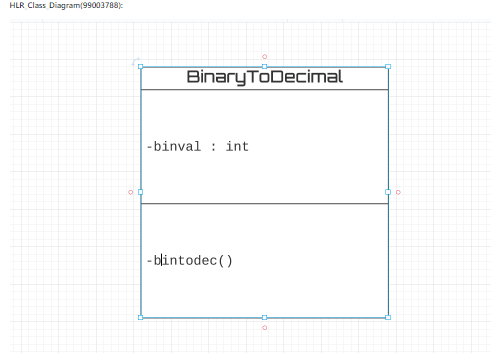 HLR Class Diagram(99003788):
BinaryToDecimal
-binval : int
-bintodec()